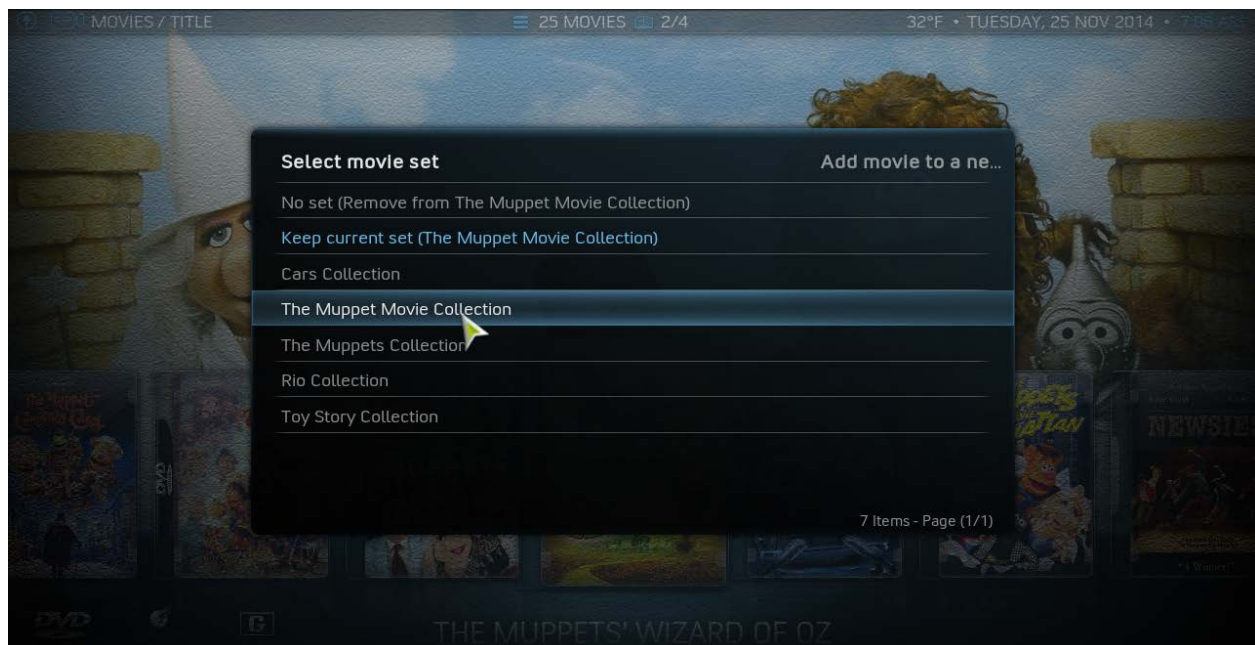 MOVIES / TITLE
25 MOVIES 2/4
32°F • TUESDAY, 25 NOV 2014 •
Select movie set
Add movie to a ne...
No set (Remove from The Muppet Movie Collection)
Keep current set (The Muppet Movie Collection)
Cars Collection
The Muppet Movie Collection
The Muppets Collection
Rio Collection
Toy Story Collection
7 Items - Page (1/1)
NEWSIE
DVD
DVD
G
THE MUPPETS' WIZARD OF OZ